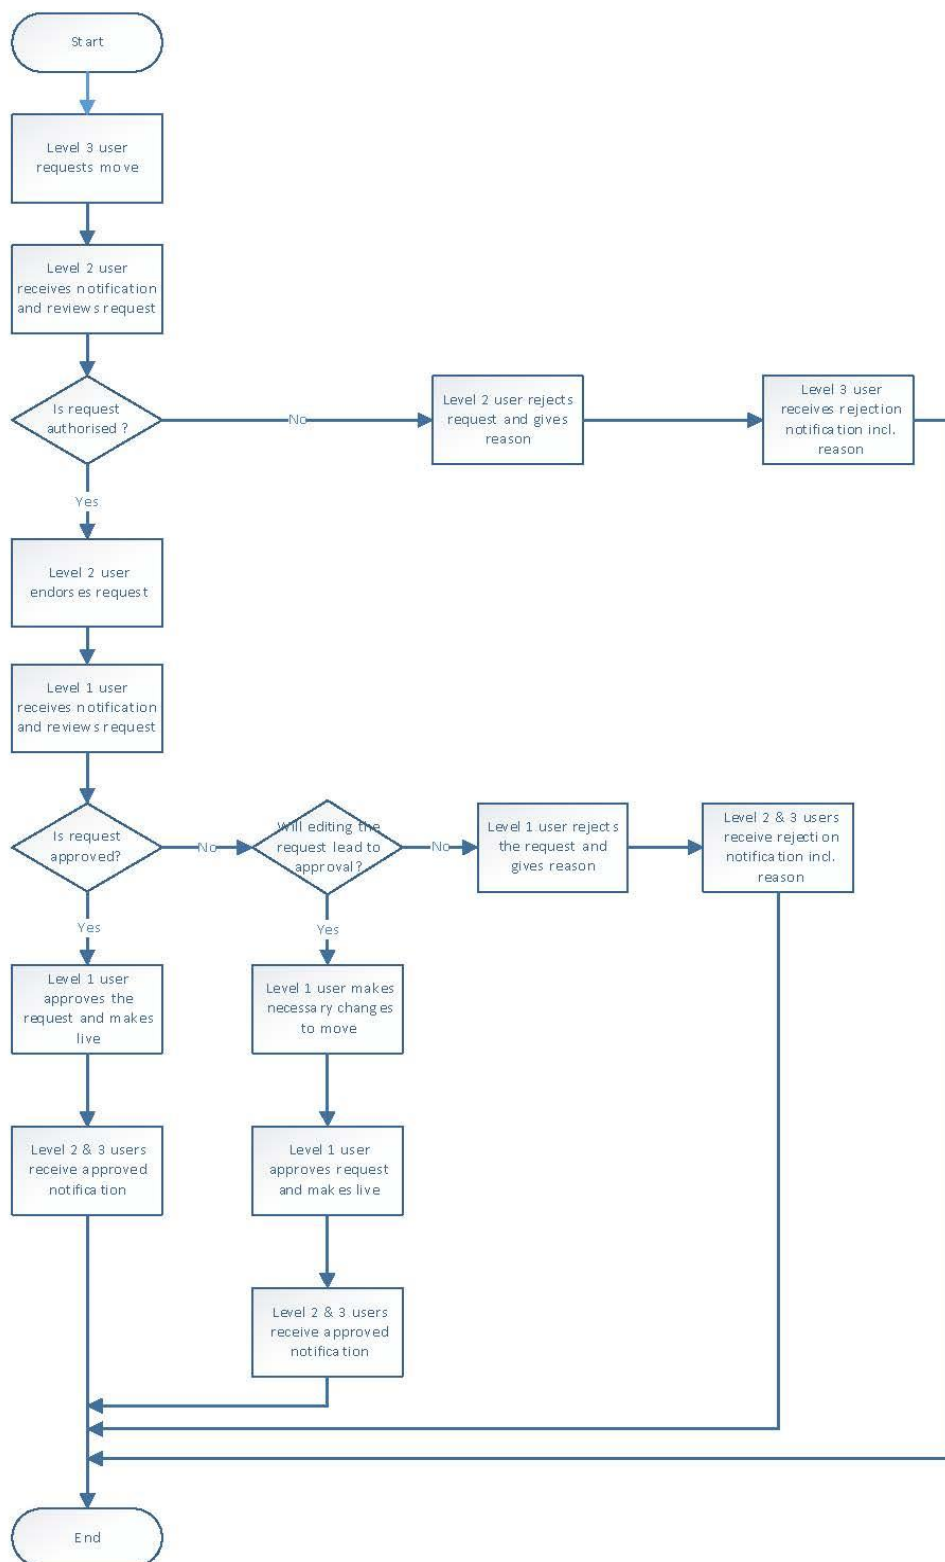 Start
Level 3 user
requests move
Level 2 user
receives notification
and reviews request
Is request
authorised ?
No
Level 2 user rejects
request and gives
reason
Level 3 user
receives rejection
notification incl.
reason
Yes
Level 2 user
endorses request
Level 1 user
receives notification
and reviews request
Is request
approved?
No
Will editing the
request lead to
approval?
No
Level 1 user rejects
the request and
gives reason
Level 2 & 3 users
receive rejection
notification incl.
reason
Yes
Yes
Level 1 user
approves the
request and makes
live
Level 1 user makes
necessary changes
to move
Level 2 & 3 users
receive approved
notification
Level 1 user
approves request
and makes live
Level 2 & 3 users
receive approved
notification
End